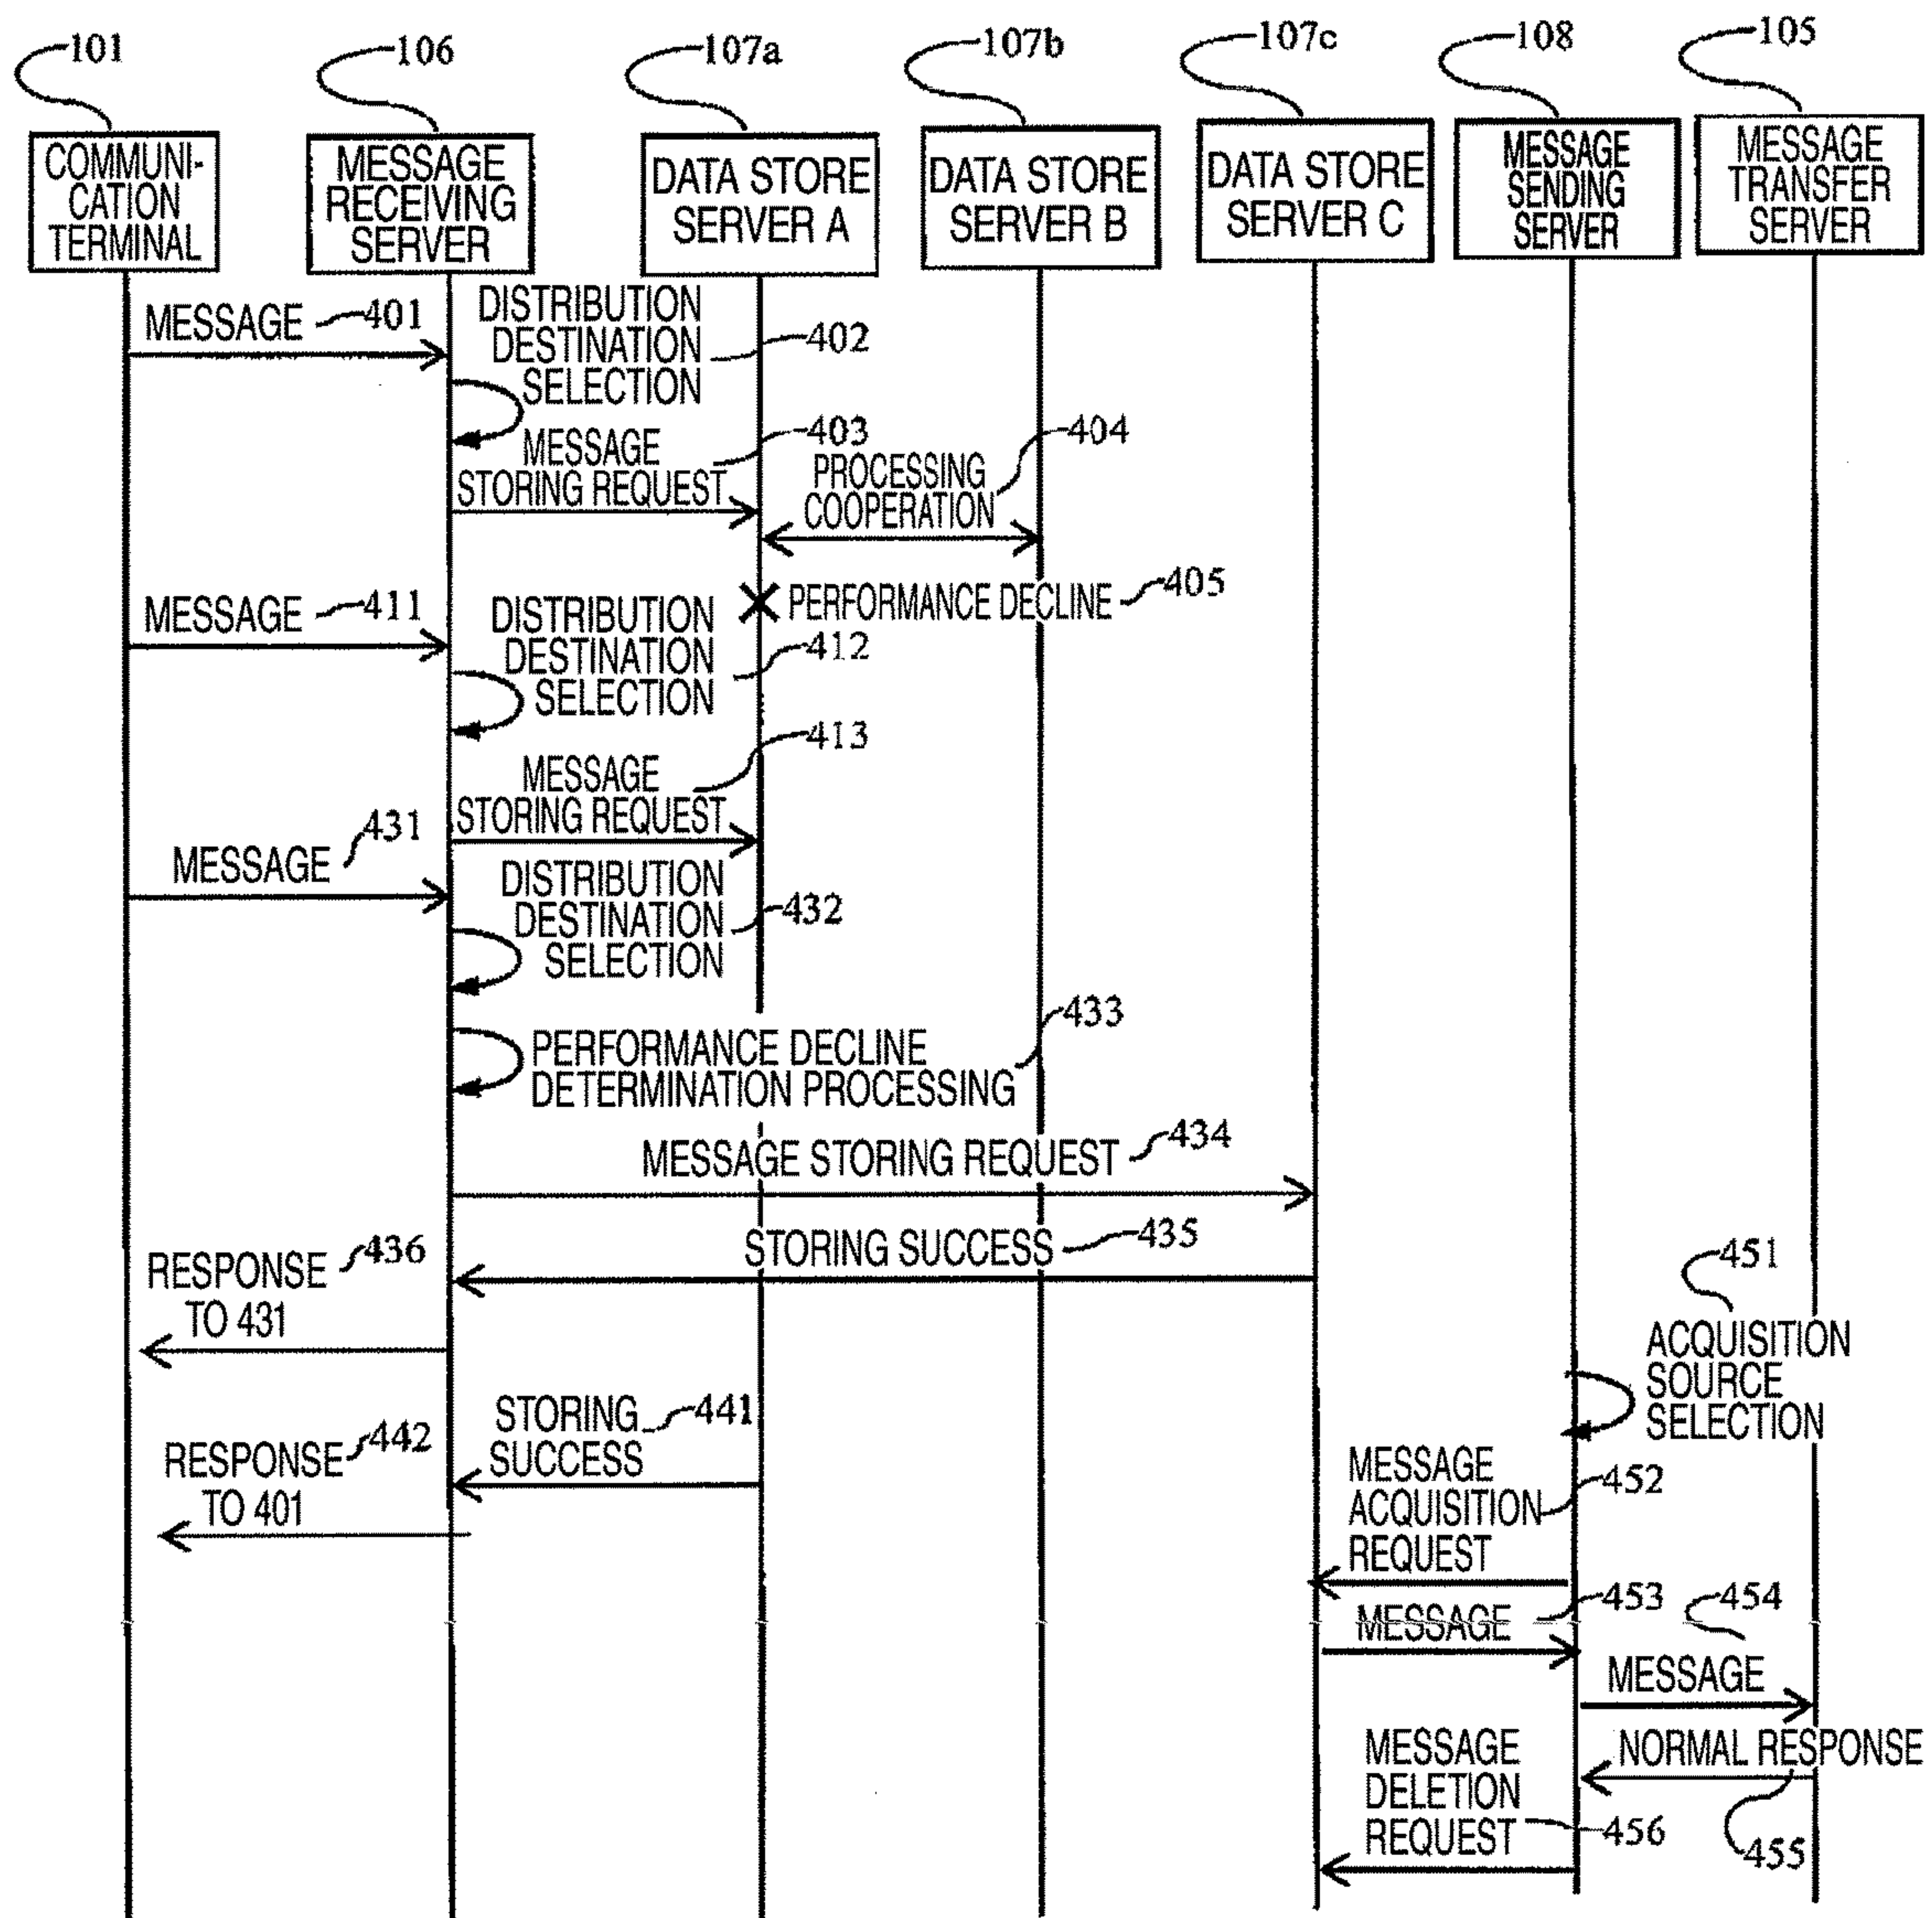 101
106
107a
107b
107c
108
105
COMMUNI-
CATION
TERMINAL
MESSAGE
RECEIVING
SERVER
DATA STORE
SERVER A
DATA STORE
SERVER B
DATA STORE
SERVER C
MESSAGE
SENDING
SERVER
MESSAGE
TRANSFER
SERVER
MESSAGE 401
DISTRIBUTION
DESTINATION
SELECTION
402
MESSAGE
STORING REQUEST
403
PROCESSING
COOPERATION
404
PERFORMANCE DECLINE 405
MESSAGE 411
DISTRIBUTION
DESTINATION
SELECTION
412
MESSAGE
STORING REQUEST
413
MESSAGE 431
DISTRIBUTION
DESTINATION
SELECTION
432
PERFORMANCE DECLINE
DETERMINATION PROCESSING
433
MESSAGE STORING REQUEST 434
STORING SUCCESS 435
RESPONSE
TO 431
436
STORING
SUCCESS
441
RESPONSE
TO 401
442
451
ACQUISITION
SOURCE
SELECTION
MESSAGE
ACQUISITION
REQUEST
452
MESSAGE 453
454
MESSAGE
NORMAL RESPONSE
455
MESSAGE
DELETION
REQUEST
456